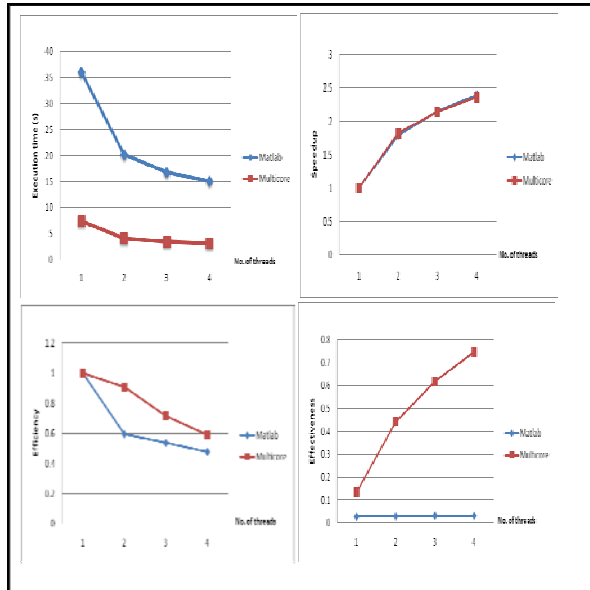 Execution time (s)
40
35
30
25
20
15
10
5
0
1 2 3 4
No. of threads
Matlab
Multicore
Speedup
3
2.5
2
1.5
1
0.5
0
1 2 3 4
No. of threads
Matlab
Multicore
Efficiency
1.2
1
0.8
0.6
0.4
0.2
0
1 2 3 4
No. of threads
Matlab
Multicore
Effectiveness
0.8
0.7
0.6
0.5
0.4
0.3
0.2
0.1
0
1 2 3 4
No. of threads
Matlab
Multicore